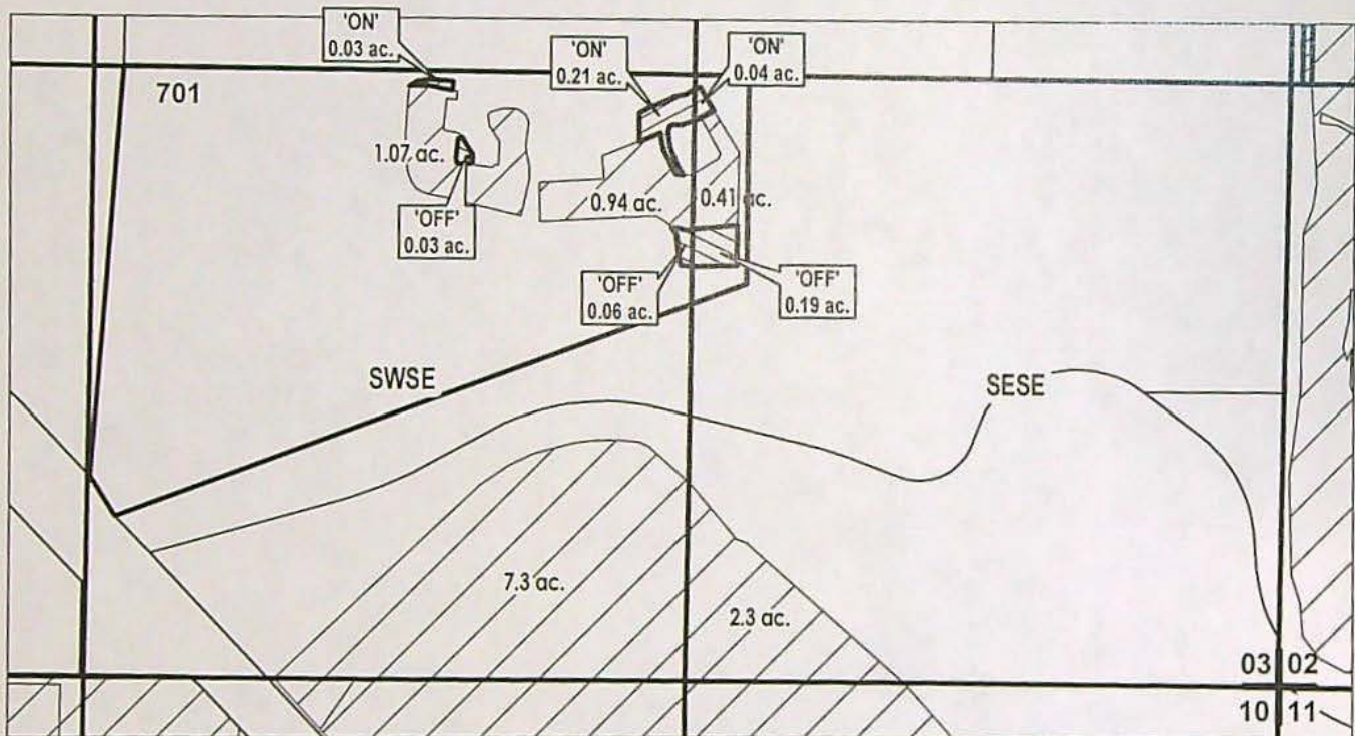 'ON'
0.03 ac.
'ON'
0.21 ac.
'ON'
0.04 ac.
701
1.07 ac.
0.94 ac.
0.41 ac.
'OFF'
0.03 ac.
'OFF'
0.06 ac.
'OFF'
0.19 ac.
SWSE
SESE
7.3 ac.
2.3 ac.
03 02
10 11